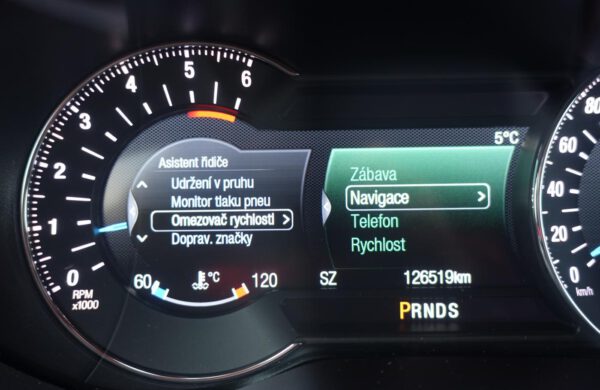 6
5
4
3
2
1
0
RPM
x1000
Asistent řidiče
Udržení v pruhu
Monitor tlaku pneu
Omezovač rychlosti
Doprav. značky
60 °C 120
5°C
Zábava
Navigace
Telefon
Rychlost
SZ 126519km
PRNDS
80
60
40
20
0
km/h